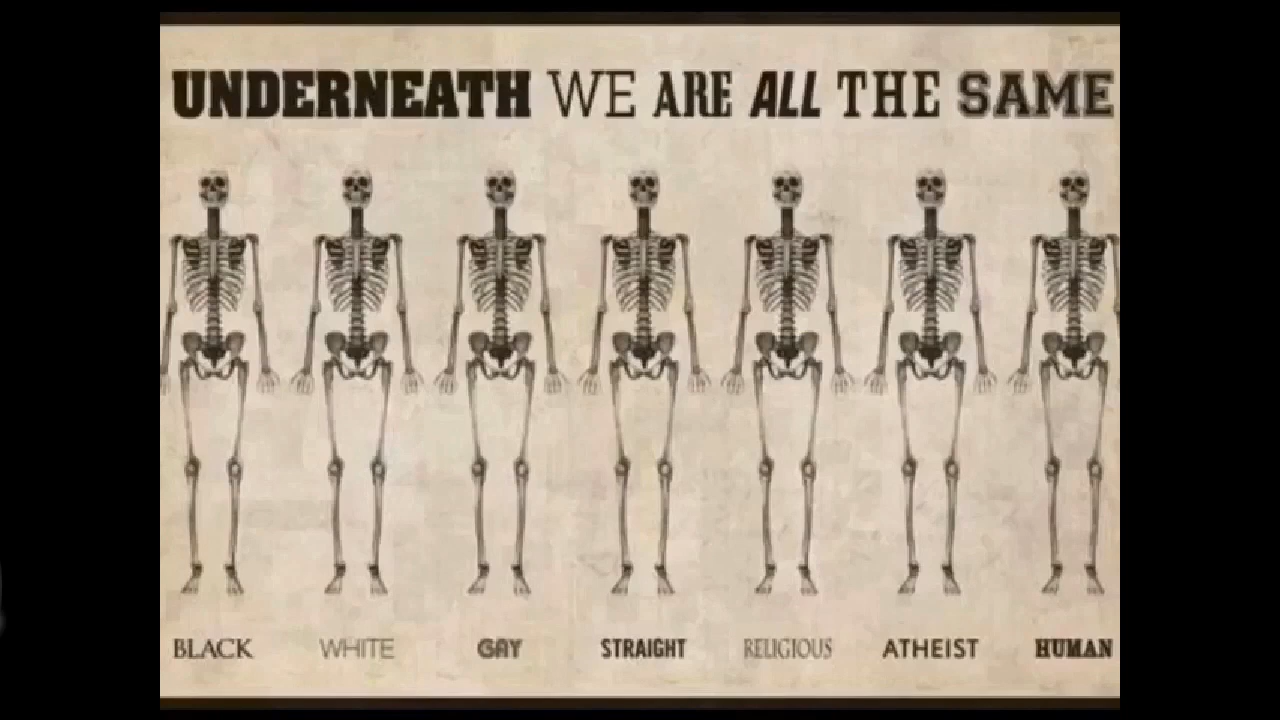 UNDERNEATH WE ARE ALL THE SAME
BLACK WHITE GAY STRAIGHT RELIGIOUS ATHEIST HUMAN